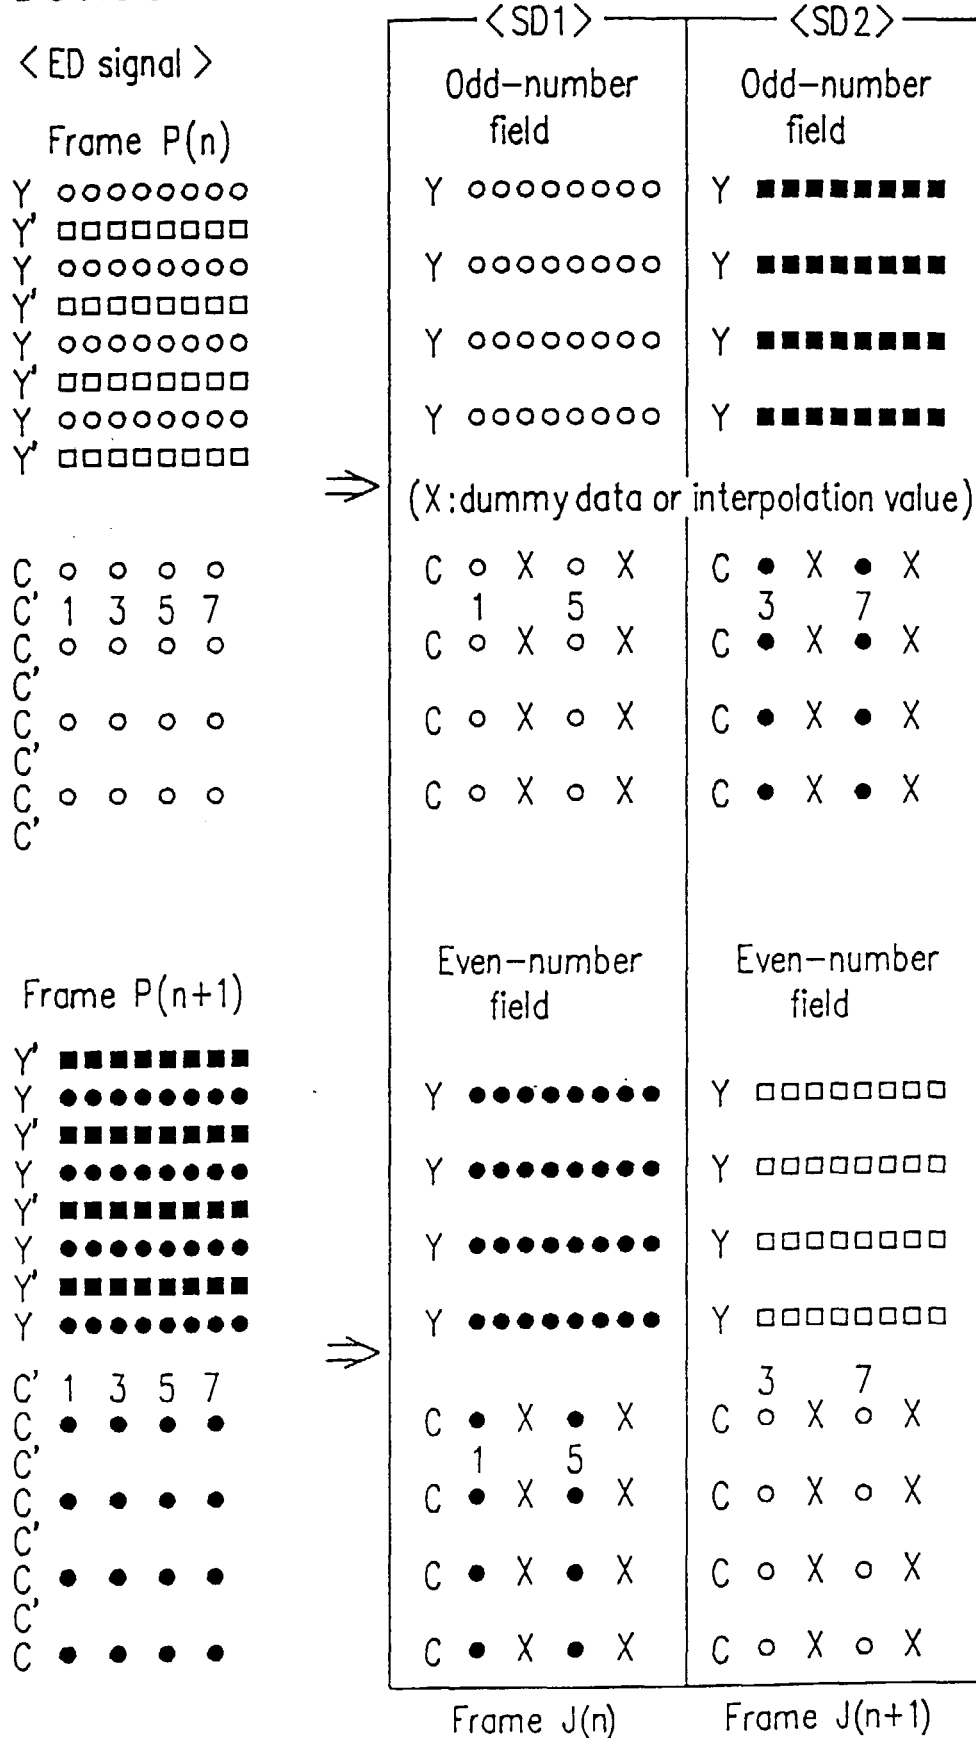 <ED signal>
Frame P(n)
Y
Y'
Y
Y'
Y
Y'
Y
Y'
C
C' 1 3 5 7
C
C'
C
C'
C
C'
Frame P(n+1)
Y'
Y
Y'
Y
Y'
Y
Y'
Y
C' 1 3 5 7
C
C'
C
C'
C
C'
C
<SD1>
Odd-number
field
Y
Y
Y
Y
<SD2>
Odd-number
field
Y
Y
Y
Y
(X:dummy data or interpolation value)
C X X
1 5
C X X
C X X
C X X
C X X
3 7
C X X
C X X
C X X
Even-number
field
Y
Y
Y
Y
C X X
1 5
C X X
C X X
C X X
Frame J(n)
Even-number
field
Y
Y
Y
Y
3 7
C X X
C X X
C X X
C X X
Frame J(n+1)